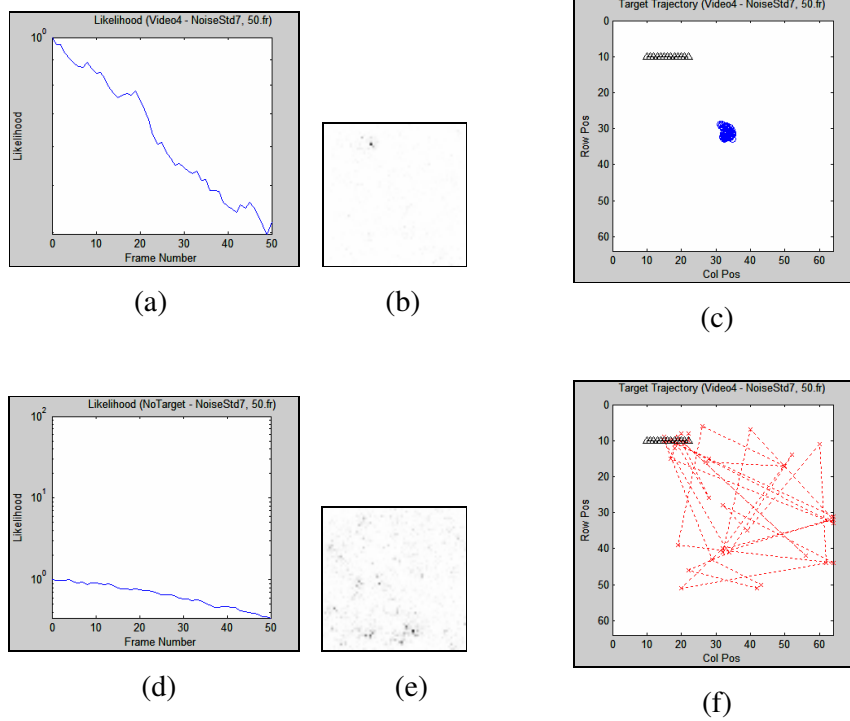 Likelihood (Video4 - NoiseStd7, 50.fr)
10^0
Likelihood
0 10 20 30 40 50
Frame Number
(a)
(b)
Target Trajectory (Video4 - NoiseStd7, 50.fr)
0
10
20
30
40
50
60
Row Pos
0 10 20 30 40 50 60
Col Pos
(c)
Likelihood (NoTarget - NoiseStd7, 50.fr)
10^2
10^1
10^0
Likelihood
0 10 20 30 40 50
Frame Number
(d)
(e)
Target Trajectory (Video4 - NoiseStd7, 50.fr)
0
10
20
30
40
50
60
Row Pos
0 10 20 30 40 50 60
Col Pos
(f)